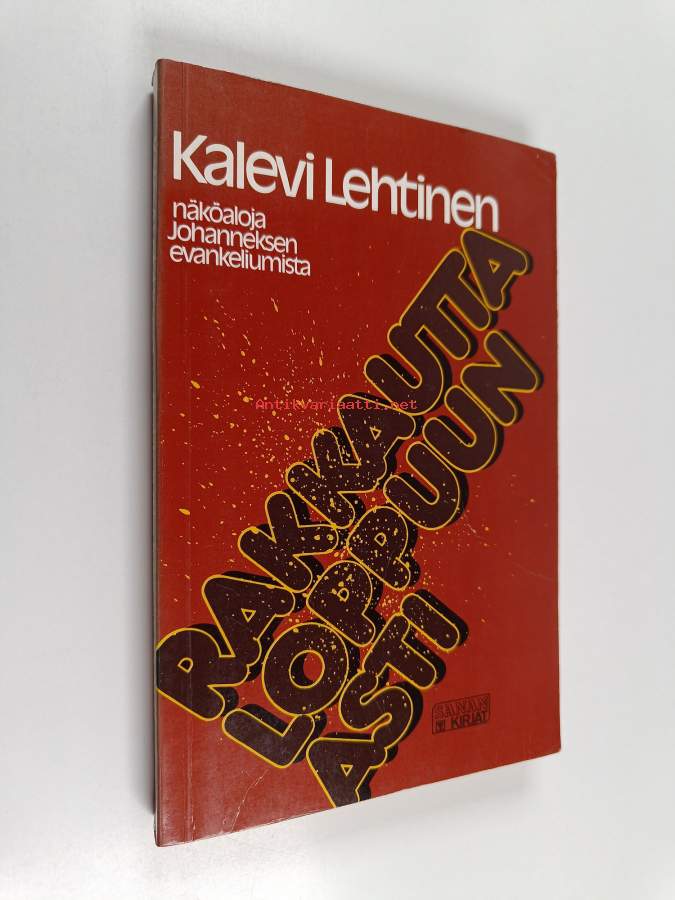 Kalevi Lehtinen
näköaloja
Johanneksen
evankeliumista
RAKKAUTTA
LOPPUUN
ASTI
Antikvariaatti.net
SANAN
KIRJAT